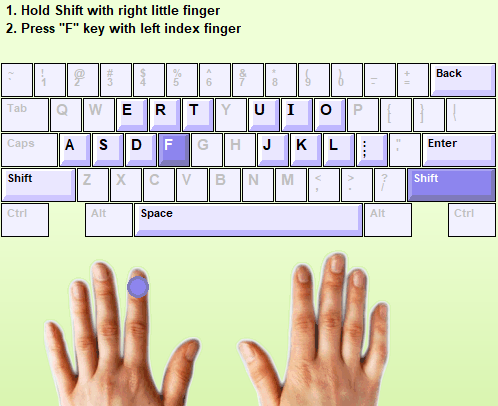 1. Hold Shift with right little finger
2. Press "F" key with left index finger
~ ` ! 1 @ 2 # 3 $ 4 % 5 ^ 6 & 7 * 8 ( 9 ) 0 _ - + = Back
Tab Q W E R T Y U I O P { [ } ] | \
Caps A S D F G H J K L : ; " ' Enter
Shift Z X C V B N M < , > . ? / Shift
Ctrl Alt Space Alt Ctrl